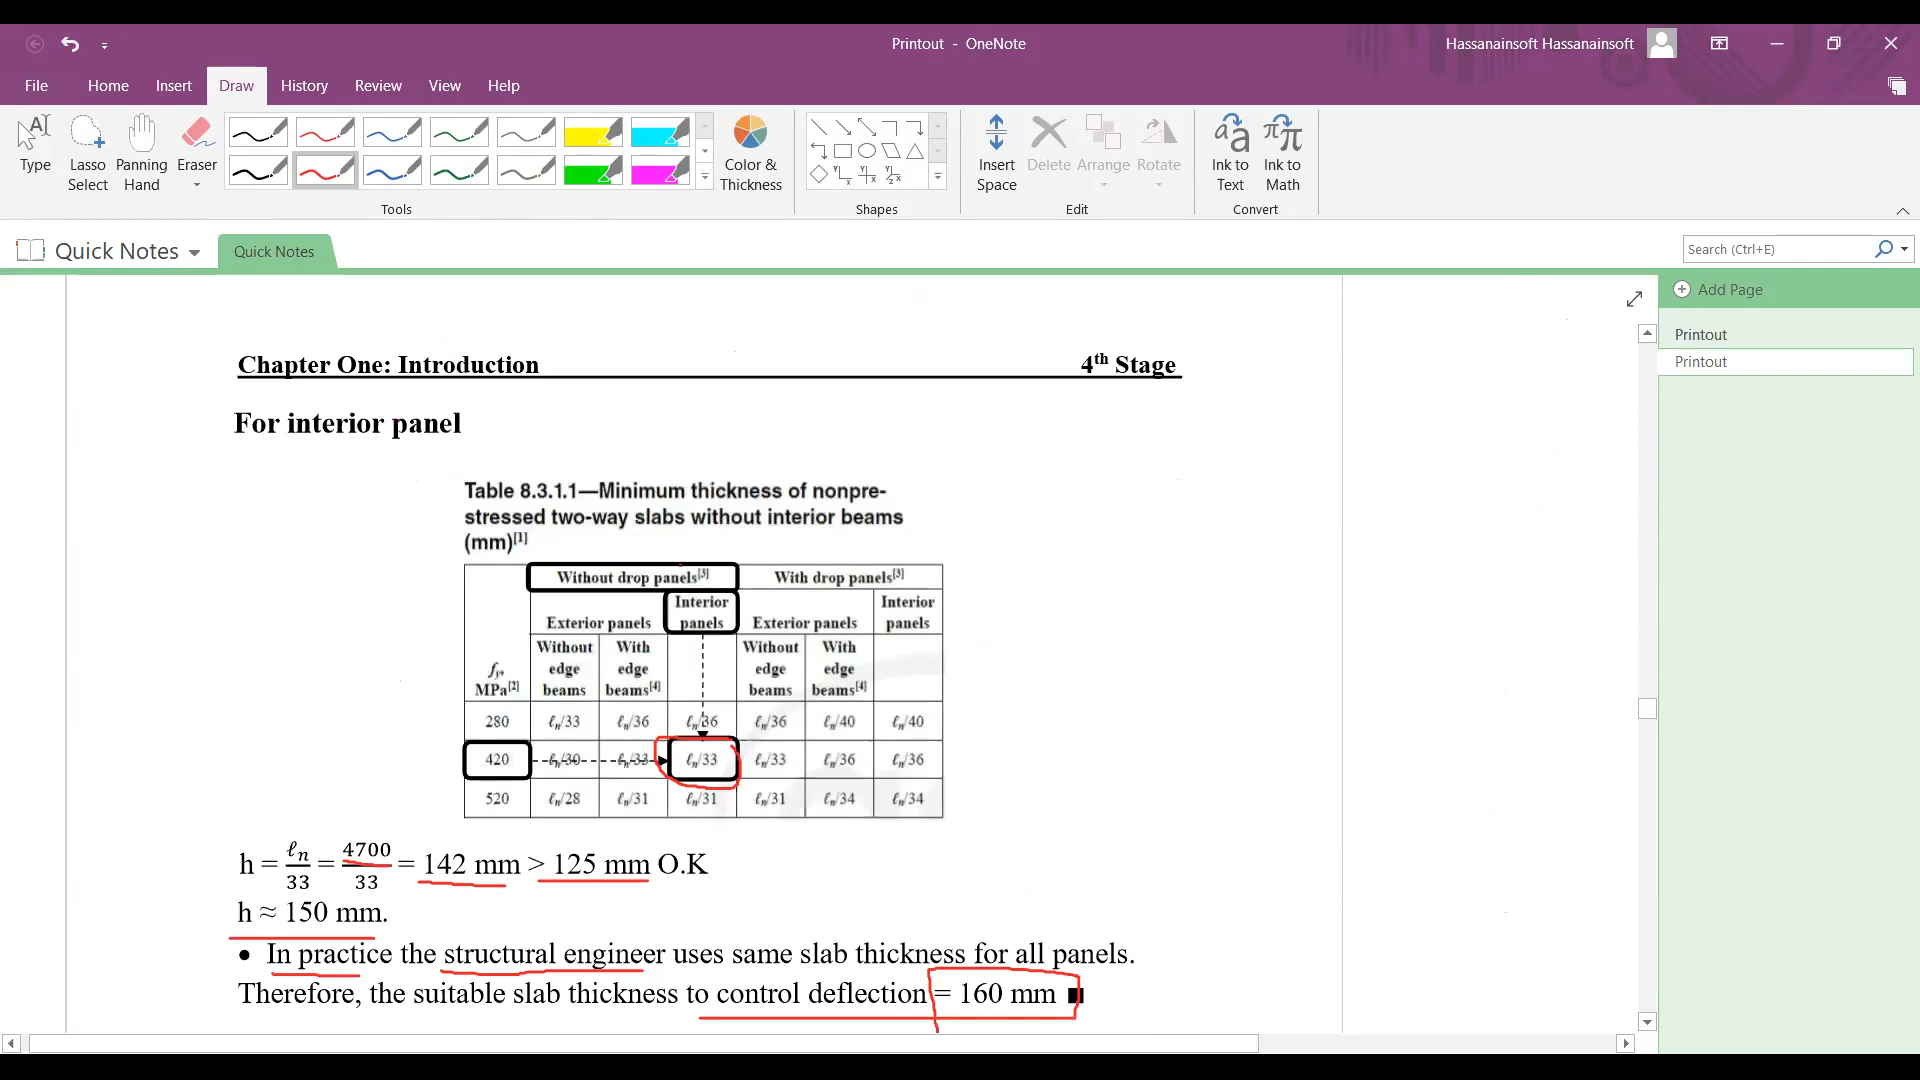 Printout - OneNote
Hassanainsoft Hassanainsoft
File Home Insert Draw History Review View Help
Type
Lasso Select
Panning Hand
Eraser
Color & Thickness
Insert Space
Delete
Arrange
Rotate
Ink to Text
Ink to Math
Tools Shapes Edit Convert
Quick Notes
Quick Notes
Search (Ctrl+E)
Add Page
Printout
Printout
Chapter One: Introduction 4th Stage
For interior panel
Table 8.3.1.1—Minimum thickness of nonpre-
stressed two-way slabs without interior beams
(mm)[1]
Without drop panels[3] With drop panels[3]
Exterior panels Interior panels Exterior panels Interior panels
fy, MPa[2] Without edge beams With edge beams[4] Without edge beams With edge beams[4]
280 ℓn/33 ℓn/36 ℓn/36 ℓn/36 ℓn/40 ℓn/40
420 ℓn/30 ℓn/33 ℓn/33 ℓn/33 ℓn/36 ℓn/36
520 ℓn/28 ℓn/31 ℓn/31 ℓn/31 ℓn/34 ℓn/34
h = ℓn/33 = 4700/33 = 142 mm > 125 mm O.K
h ≈ 150 mm.
• In practice the structural engineer uses same slab thickness for all panels.
Therefore, the suitable slab thickness to control deflection = 160 mm ■